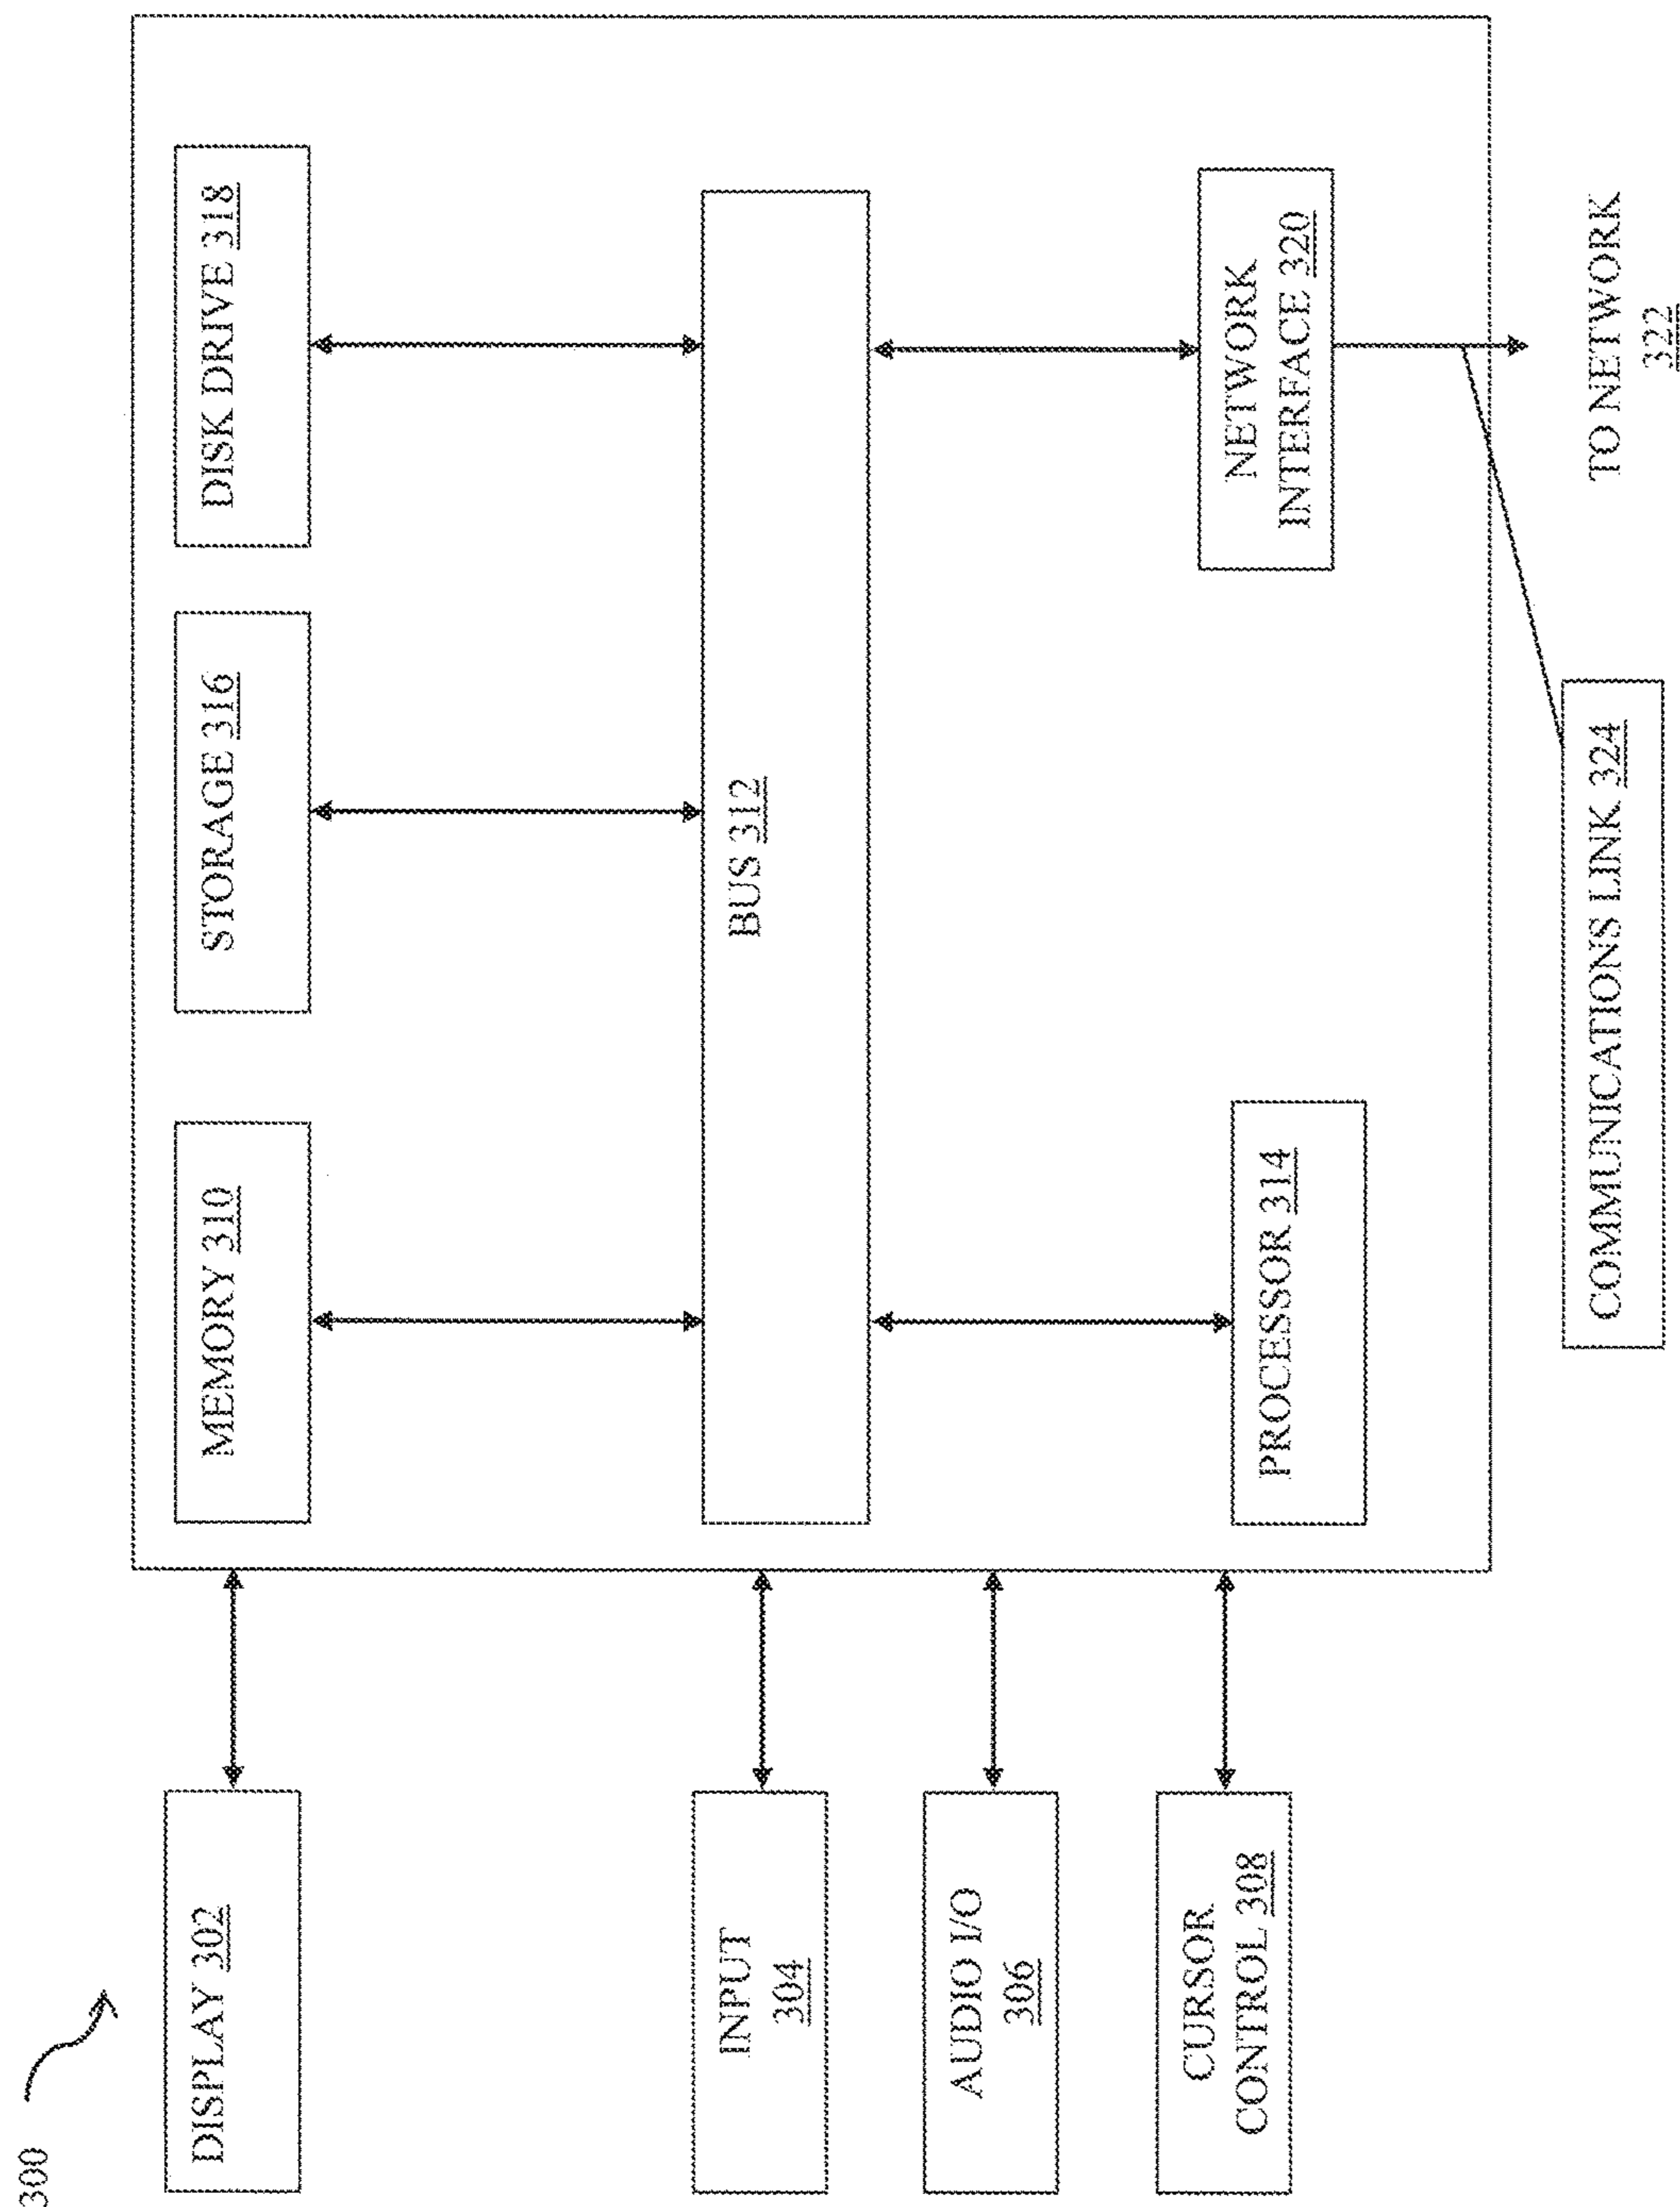 300
DISPLAY 302
MEMORY 310
STORAGE 316
DISK DRIVE 318
INPUT
304
BUS 312
AUDIO I/O
306
CURSOR
CONTROL 308
PROCESSOR 314
NETWORK
INTERFACE 320
COMMUNICATIONS LINK 324
TO NETWORK
322